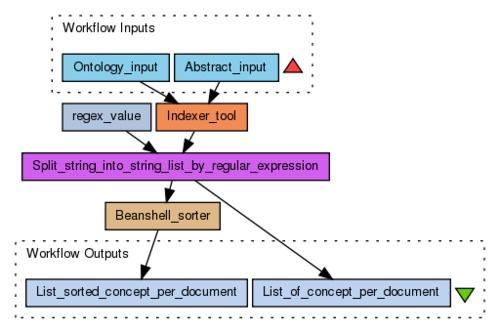 Workflow Inputs
Ontology_input
Abstract_input
regex_value
Indexer_tool
Split_string_into_string_list_by_regular_expression
Beanshell_sorter
Workflow Outputs
List_sorted_concept_per_document
List_of_concept_per_document